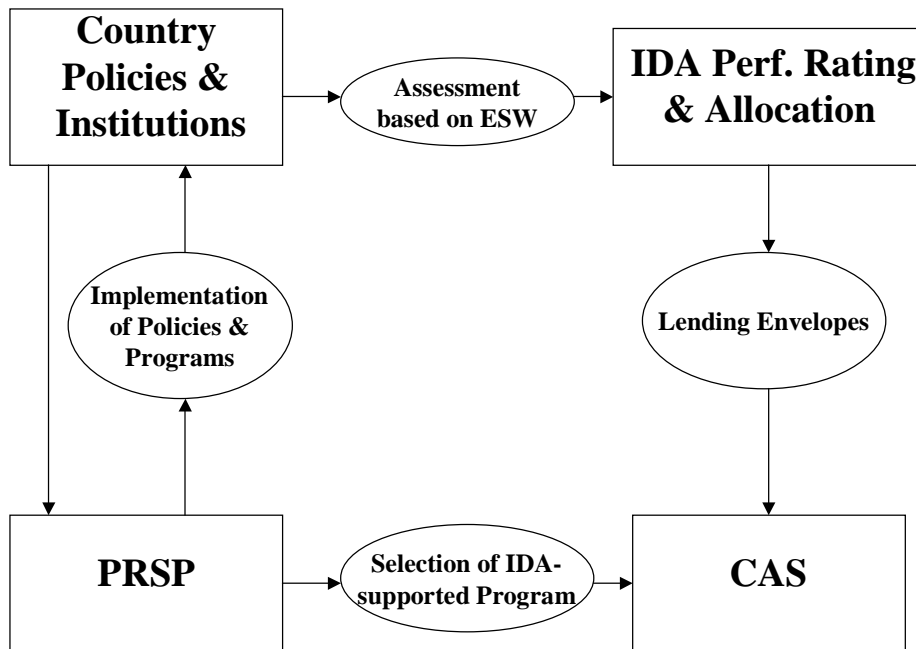 Country
Policies &
Institutions
Assessment
based on ESW
IDA Perf. Rating
& Allocation
Implementation
of Policies &
Programs
Lending Envelopes
PRSP
Selection of IDA-
supported Program
CAS